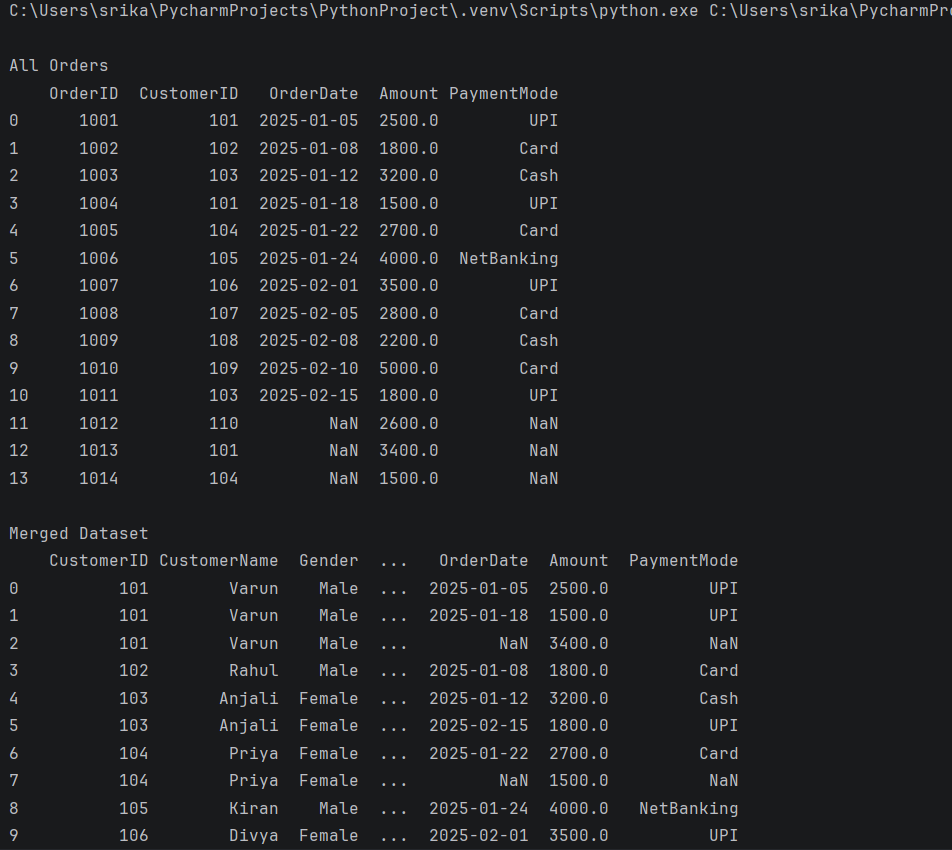 C:\Users\srika\PycharmProjects\PythonProject\.venv\Scripts\python.exe C:\Users\srika\PycharmPr
All Orders
    OrderID  CustomerID   OrderDate  Amount PaymentMode
0      1001         101  2025-01-05  2500.0         UPI
1      1002         102  2025-01-08  1800.0        Card
2      1003         103  2025-01-12  3200.0        Cash
3      1004         101  2025-01-18  1500.0         UPI
4      1005         104  2025-01-22  2700.0        Card
5      1006         105  2025-01-24  4000.0  NetBanking
6      1007         106  2025-02-01  3500.0         UPI
7      1008         107  2025-02-05  2800.0        Card
8      1009         108  2025-02-08  2200.0        Cash
9      1010         109  2025-02-10  5000.0        Card
10     1011         103  2025-02-15  1800.0         UPI
11     1012         110         NaN  2600.0         NaN
12     1013         101         NaN  3400.0         NaN
13     1014         104         NaN  1500.0         NaN
Merged Dataset
    CustomerID CustomerName  Gender  ...   OrderDate  Amount  PaymentMode
0          101        Varun    Male  ...  2025-01-05  2500.0          UPI
1          101        Varun    Male  ...  2025-01-18  1500.0          UPI
2          101        Varun    Male  ...         NaN  3400.0          NaN
3          102        Rahul    Male  ...  2025-01-08  1800.0         Card
4          103       Anjali  Female  ...  2025-01-12  3200.0         Cash
5          103       Anjali  Female  ...  2025-02-15  1800.0          UPI
6          104        Priya  Female  ...  2025-01-22  2700.0         Card
7          104        Priya  Female  ...         NaN  1500.0          NaN
8          105        Kiran    Male  ...  2025-01-24  4000.0   NetBanking
9          106        Divya  Female  ...  2025-02-01  3500.0          UPI